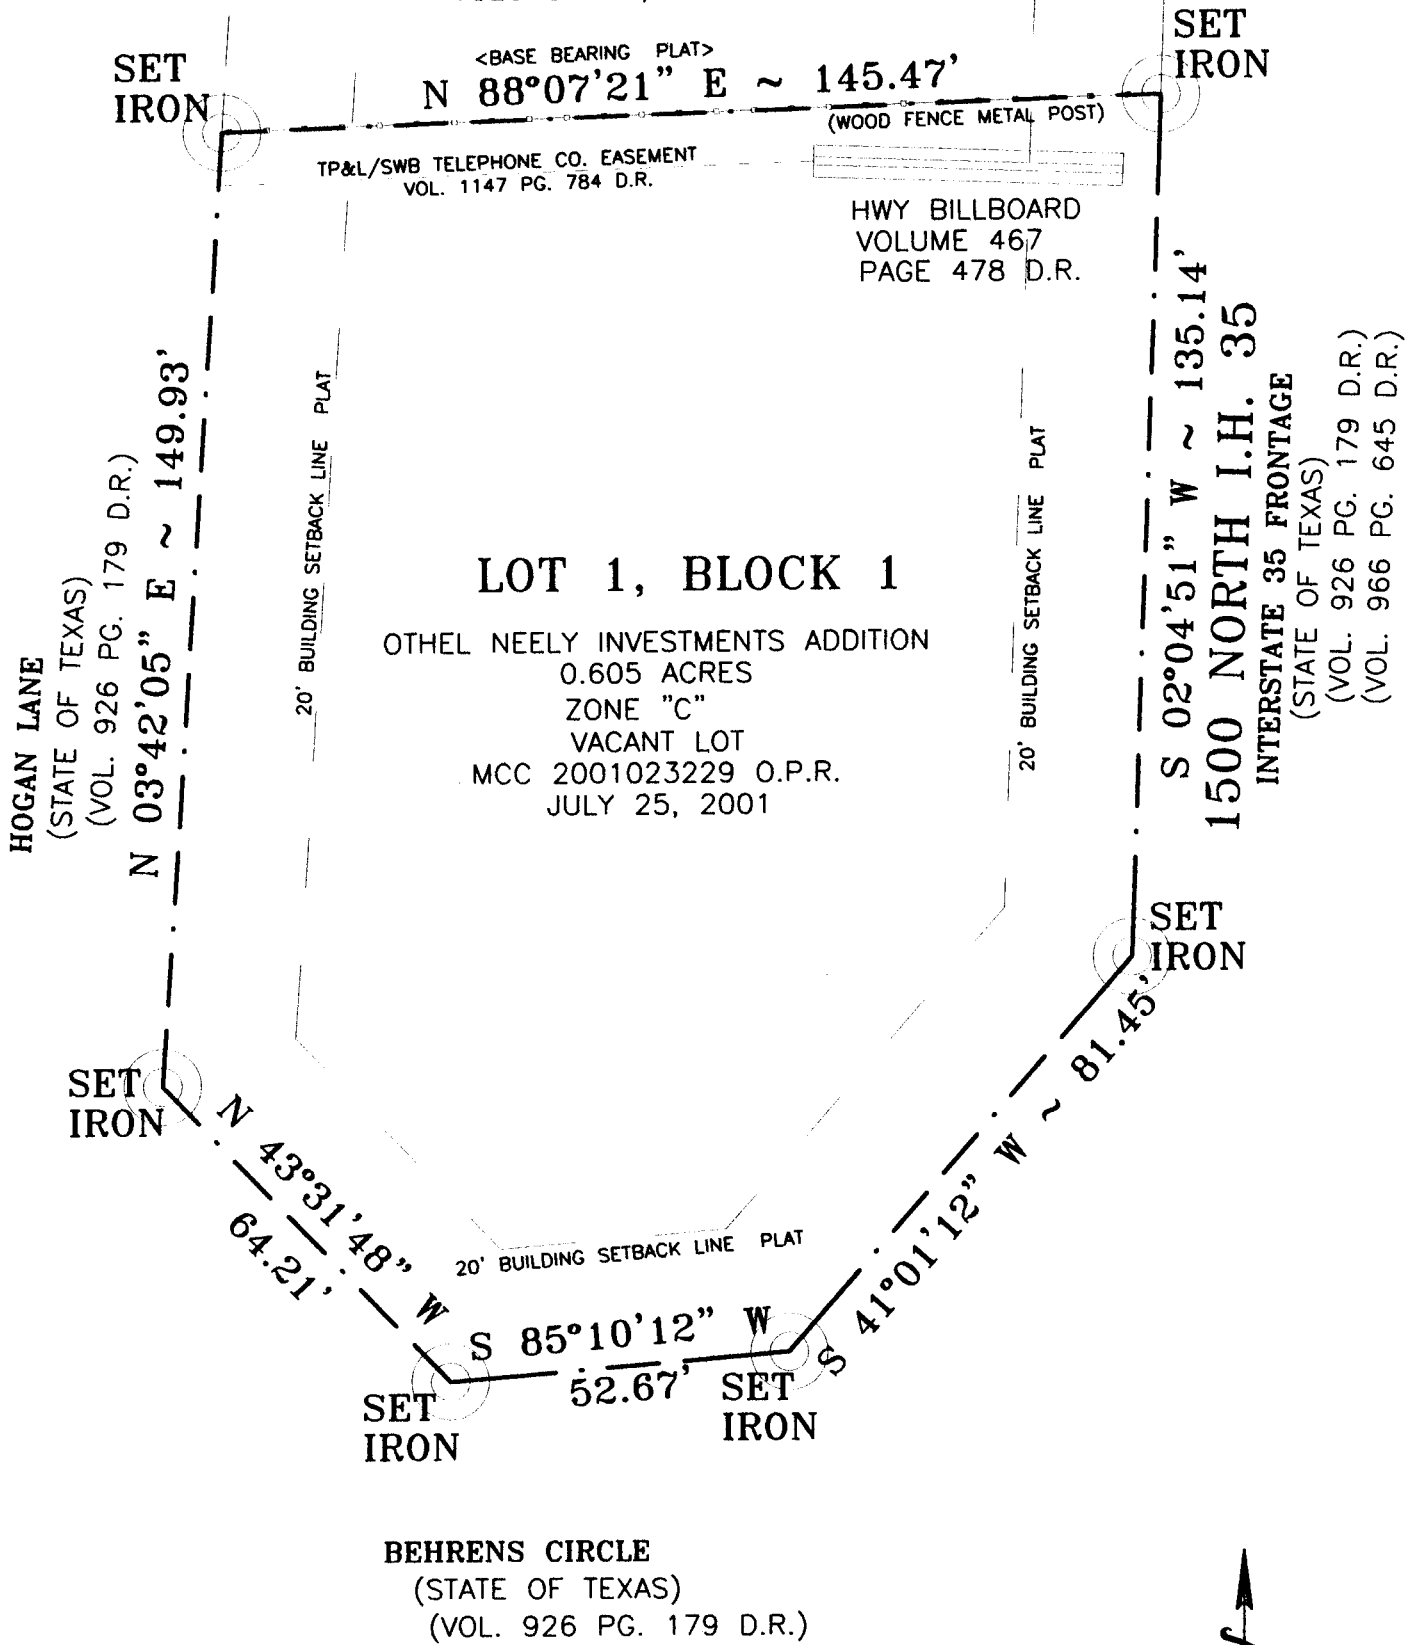 SET
IRON
<BASE BEARING PLAT>
N 88°07'21" E ~ 145.47'
SET
IRON
(WOOD FENCE METAL POST)
TP&L/SWB TELEPHONE CO. EASEMENT
VOL. 1147 PG. 784 D.R.
HWY BILLBOARD
VOLUME 467
PAGE 478 D.R.
HOGAN LANE
(STATE OF TEXAS)
(VOL. 926 PG. 179 D.R.)
N 03°42'05" E ~ 149.93'
20' BUILDING SETBACK LINE PLAT
LOT 1, BLOCK 1
OTHEL NEELY INVESTMENTS ADDITION
0.605 ACRES
ZONE "C"
VACANT LOT
MCC 2001023229 O.P.R.
JULY 25, 2001
20' BUILDING SETBACK LINE PLAT
S 02°04'51" W ~ 135.14'
1500 NORTH I.H. 35
INTERSTATE 35 FRONTAGE
(STATE OF TEXAS)
(VOL. 926 PG. 179 D.R.)
(VOL. 966 PG. 645 D.R.)
SET
IRON
SET
IRON
N 43°31'48" W
64.21'
S 41°01'12" W ~ 81.45'
20' BUILDING SETBACK LINE PLAT
S 85°10'12" W
52.67'
SET
IRON
SET
IRON
BEHRENS CIRCLE
(STATE OF TEXAS)
(VOL. 926 PG. 179 D.R.)